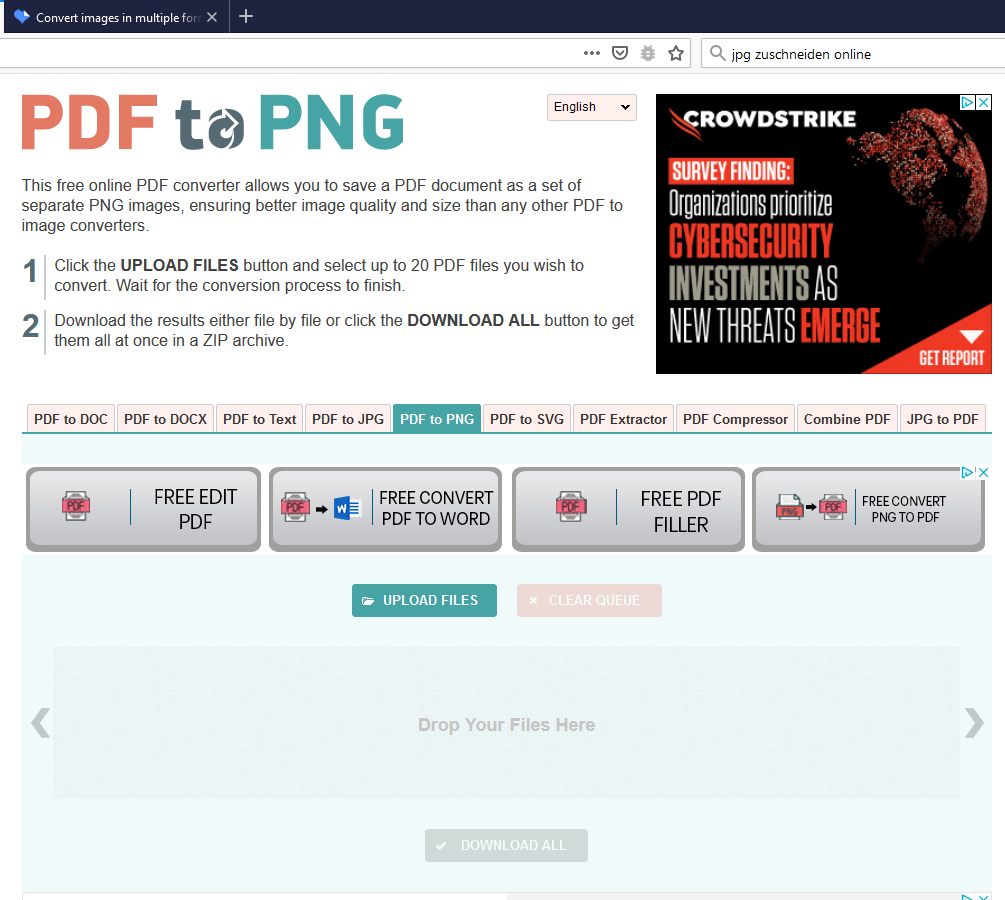 Convert images in multiple for
jpg zuschneiden online
PDF to PNG
English
This free online PDF converter allows you to save a PDF document as a set of
separate PNG images, ensuring better image quality and size than any other PDF to
image converters.
1 Click the UPLOAD FILES button and select up to 20 PDF files you wish to
convert. Wait for the conversion process to finish.
2 Download the results either file by file or click the DOWNLOAD ALL button to get
them all at once in a ZIP archive.
CROWDSTRIKE
SURVEY FINDING:
Organizations prioritize
CYBERSECURITY
INVESTMENTS AS
NEW THREATS EMERGE
GET REPORT
PDF to DOC PDF to DOCX PDF to Text PDF to JPG PDF to PNG PDF to SVG PDF Extractor PDF Compressor Combine PDF JPG to PDF
PDF
FREE EDIT
PDF
PDF W
FREE CONVERT
PDF TO WORD
PDF
FREE PDF
FILLER
PNG PDF
FREE CONVERT
PNG TO PDF
UPLOAD FILES CLEAR QUEUE
Drop Your Files Here
DOWNLOAD ALL